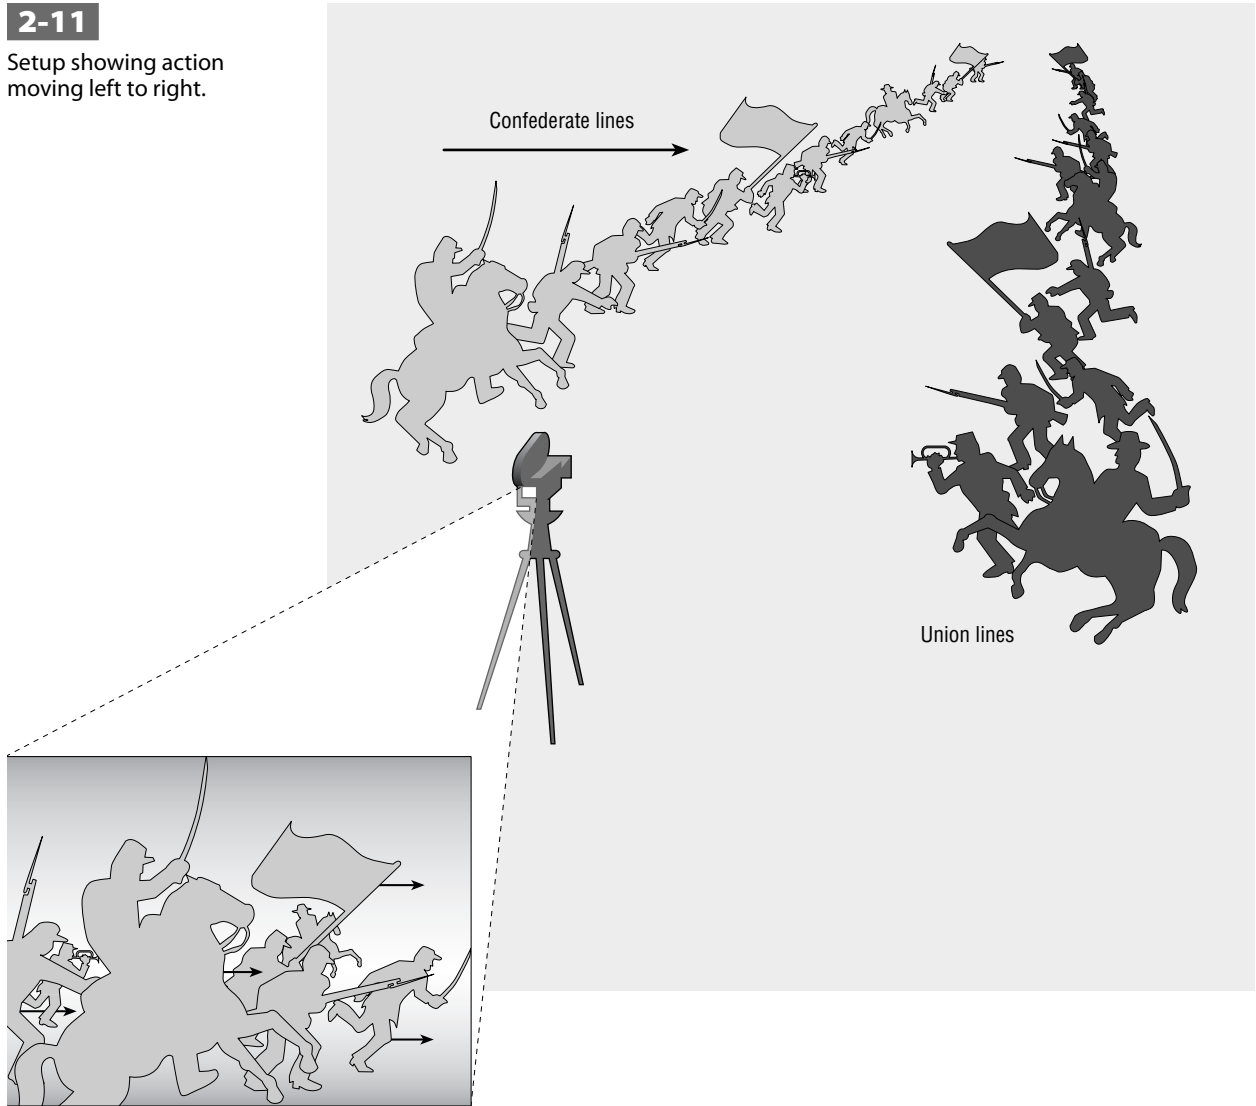 2-11
Setup showing action
moving left to right.
Confederate lines
Union lines